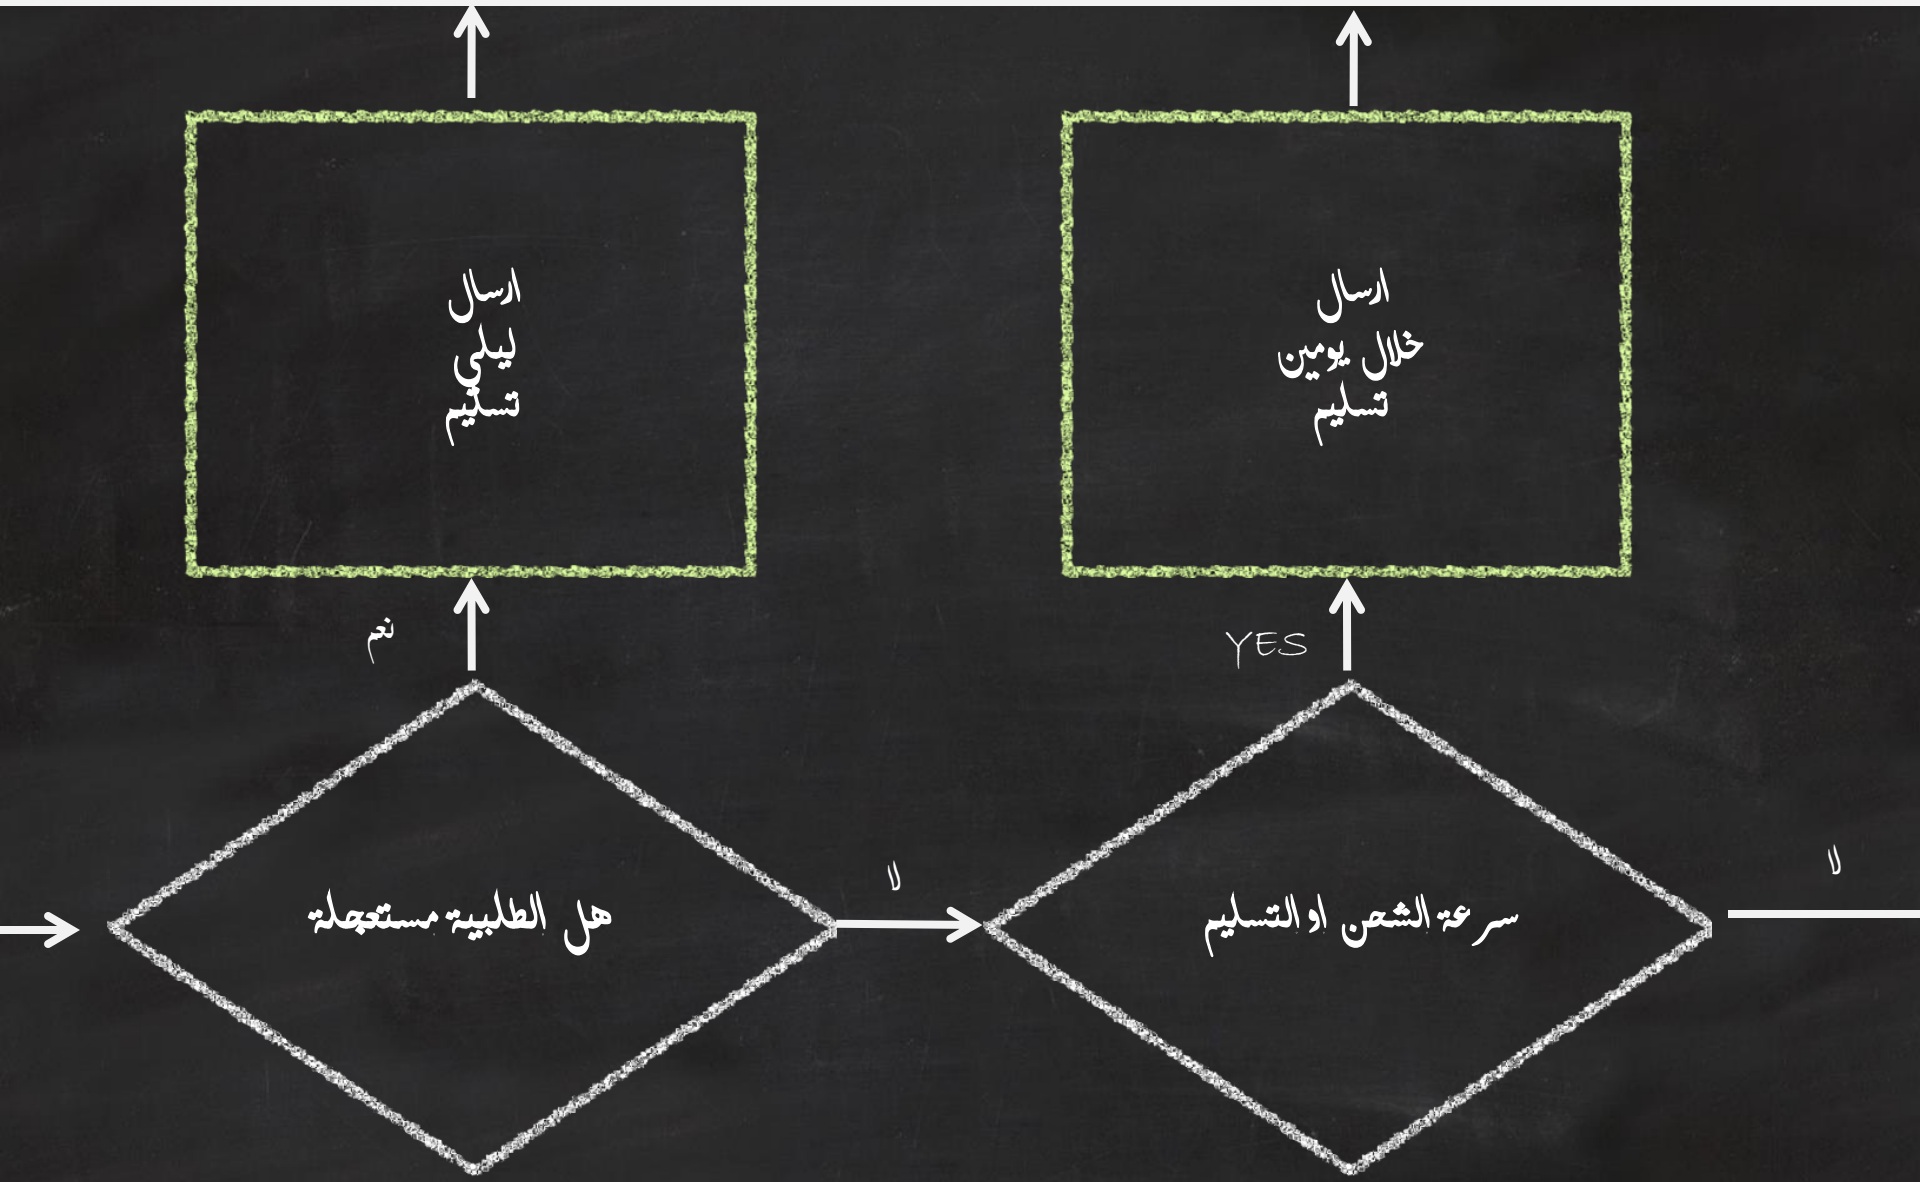 ارسال
ليلي
تسليم
ارسال
خلال يومين
تسليم
نعم
YES
هل الطلبية مستعجلة
لا
سرعة الشحن او التسليم
لا